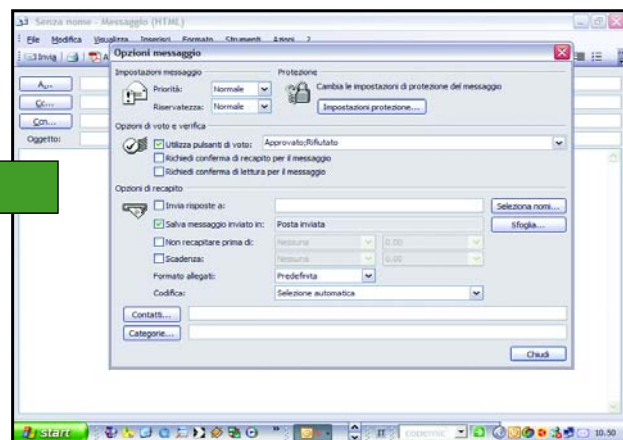 Senza nome - Messaggio (HTML)
File Modifica Visualizza Inserisci Formato Strumenti Azioni ?
Invia
A...
Cc...
Ccn...
Oggetto:
Opzioni messaggio
Impostazioni messaggio
Priorità: Normale
Riservatezza: Normale
Protezione
Cambia le impostazioni di protezione del messaggio
Impostazioni protezione...
Opzioni di voto e verifica
Utilizza pulsanti di voto: Approvato;Rifiutato
Richiedi conferma di recapito per il messaggio
Richiedi conferma di lettura per il messaggio
Opzioni di recapito
Invia risposte a: Seleziona nomi...
Salva messaggio inviato in: Posta inviata Sfoglia...
Non recapitare prima di: Nessuna 0.00
Scadenza: Nessuna 0.00
Formato allegati: Predefinita
Codifica: Selezione automatica
Contatti...
Categorie...
Chiudi
start IT copernic 10.50